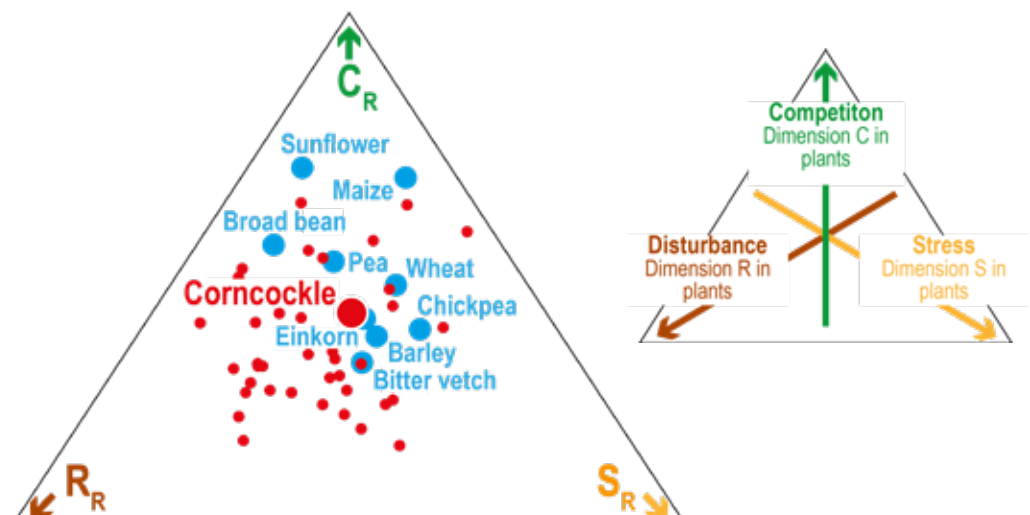 C_R
Sunflower
Maize
Broad bean
Pea
Wheat
Corncockle
Chickpea
Einkorn
Barley
Bitter vetch
R_R
S_R
Competiton
Dimension C in
plants
Disturbance
Dimension R in
plants
Stress
Dimension S in
plants